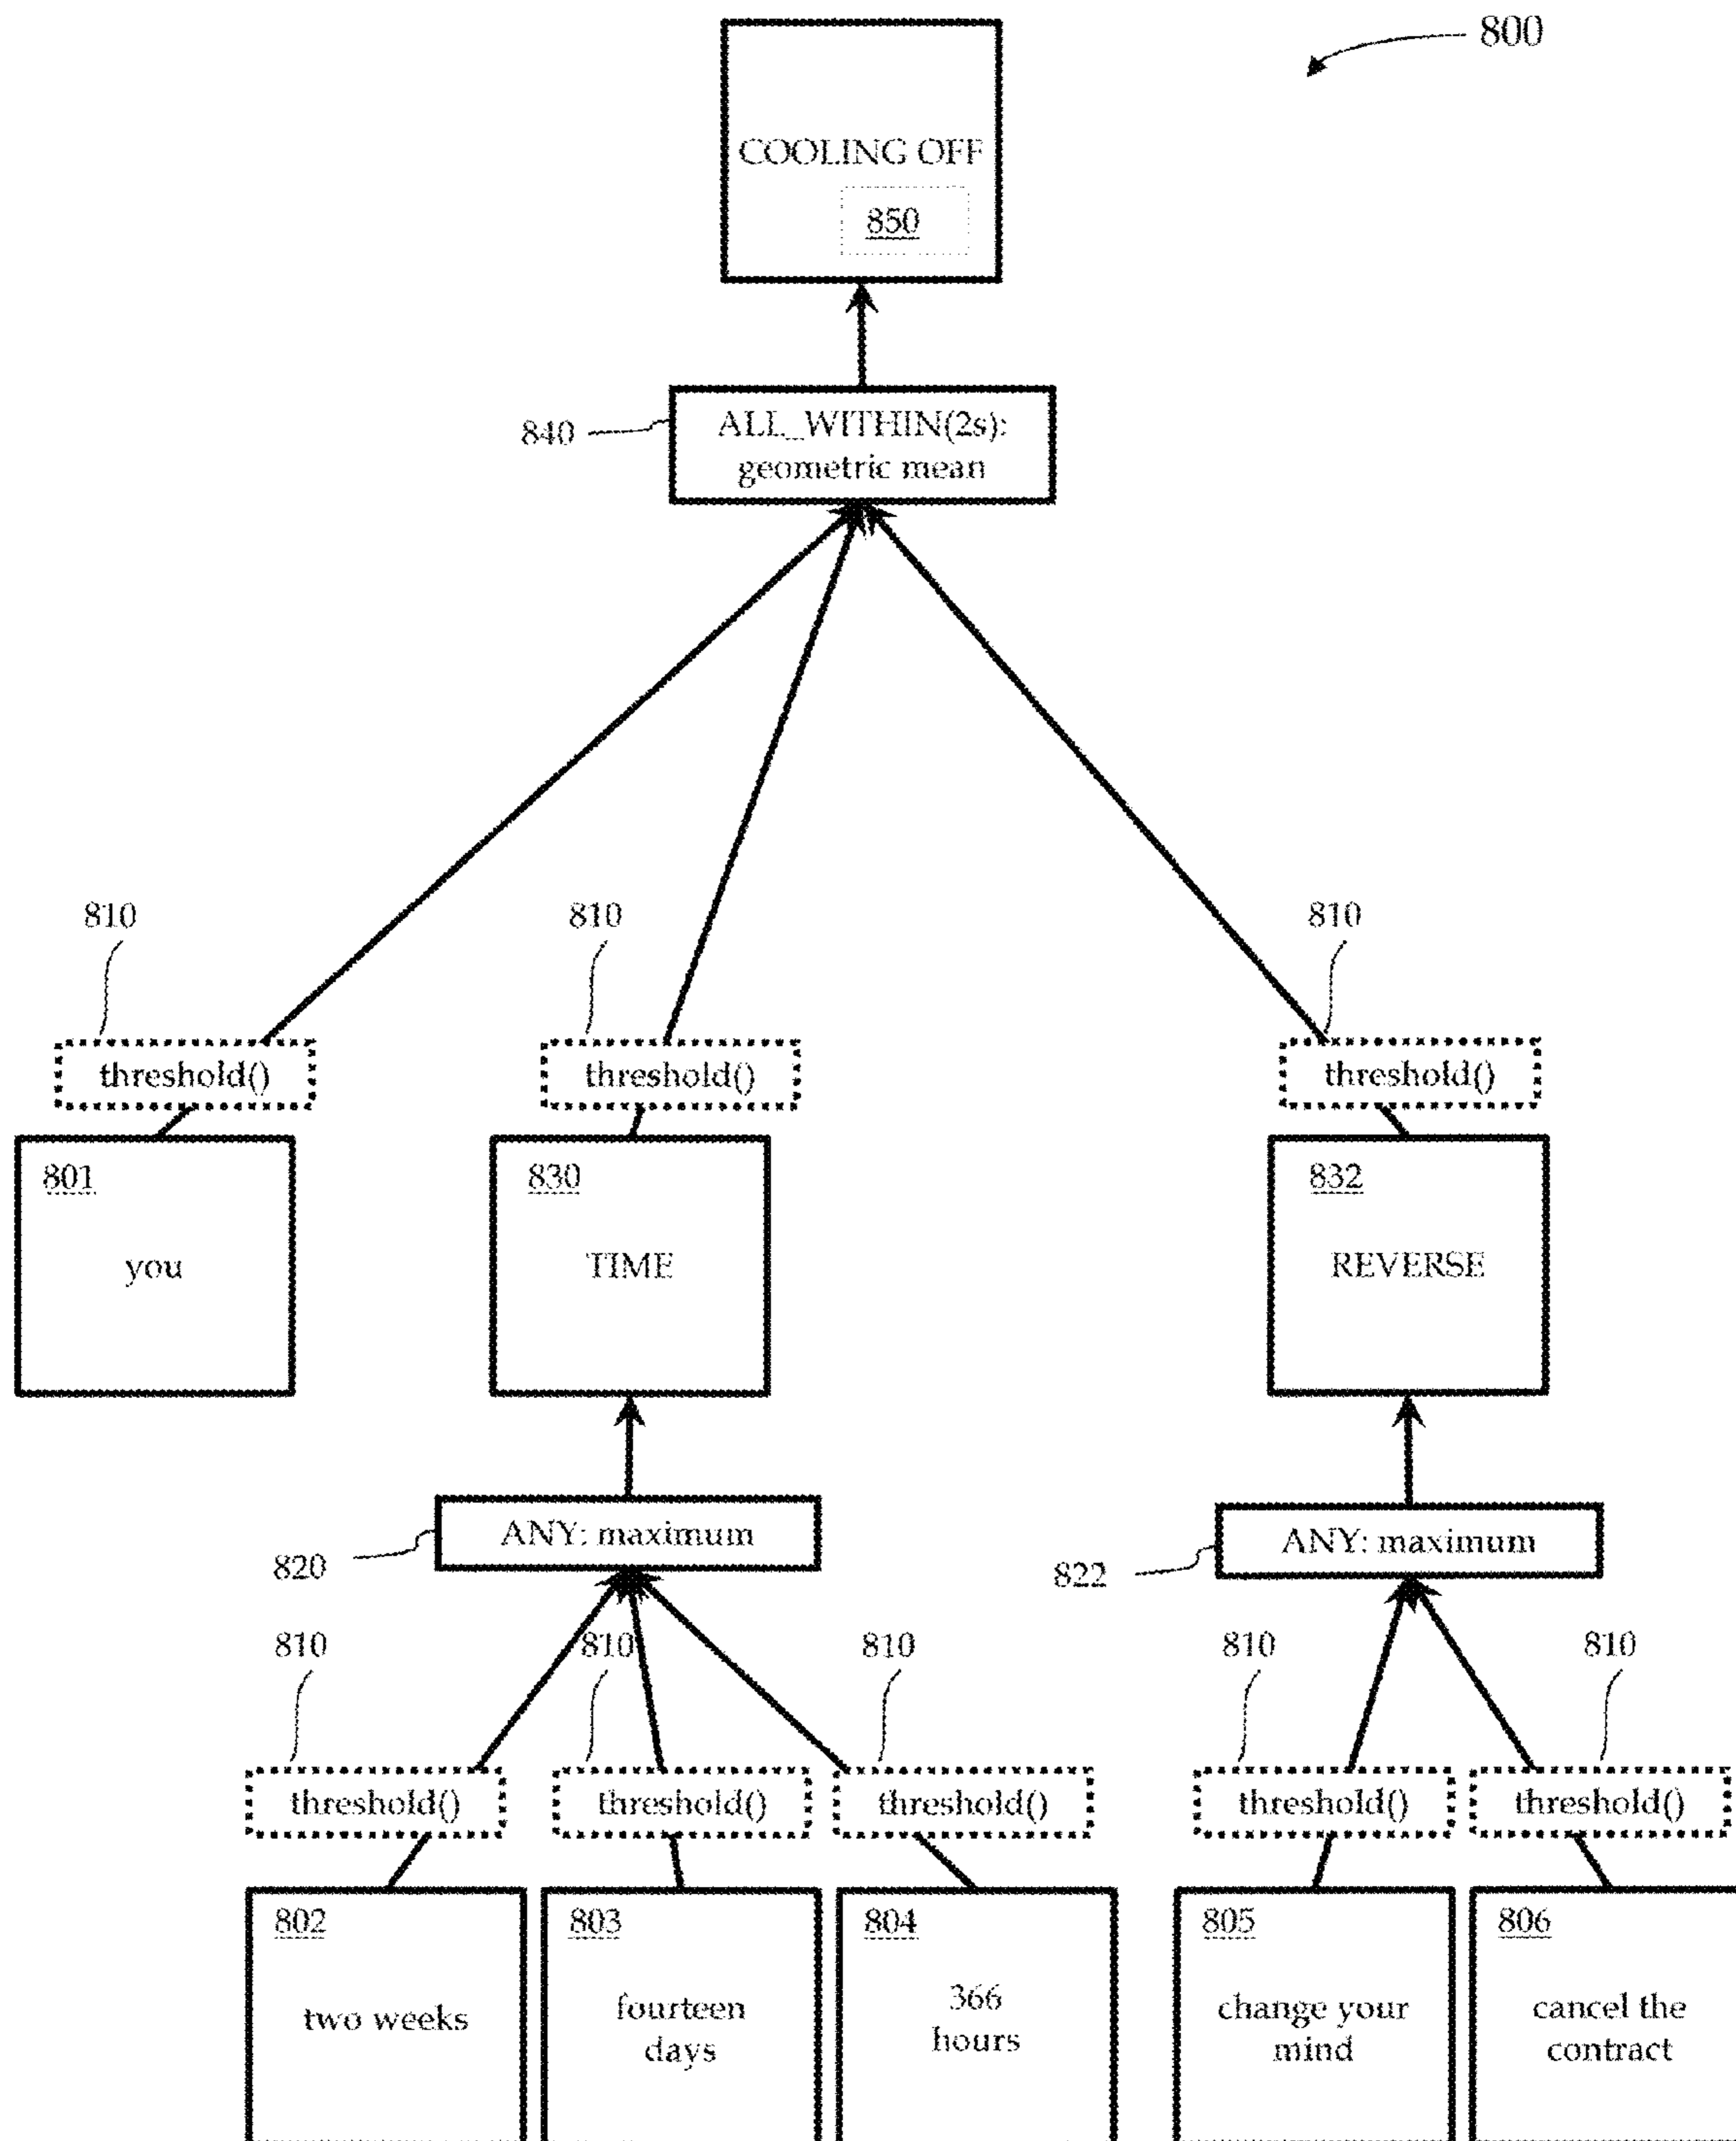 800
COOLING OFF
850
840
ALL_WITHIN(2s):
geometric mean
810
810
810
threshold()
threshold()
threshold()
801
you
830
TIME
832
REVERSE
ANY: maximum
820
ANY: maximum
822
810
810
810
810
810
threshold()
threshold()
threshold()
threshold()
threshold()
802
two weeks
803
fourteen
days
804
366
hours
805
change your
mind
806
cancel the
contract